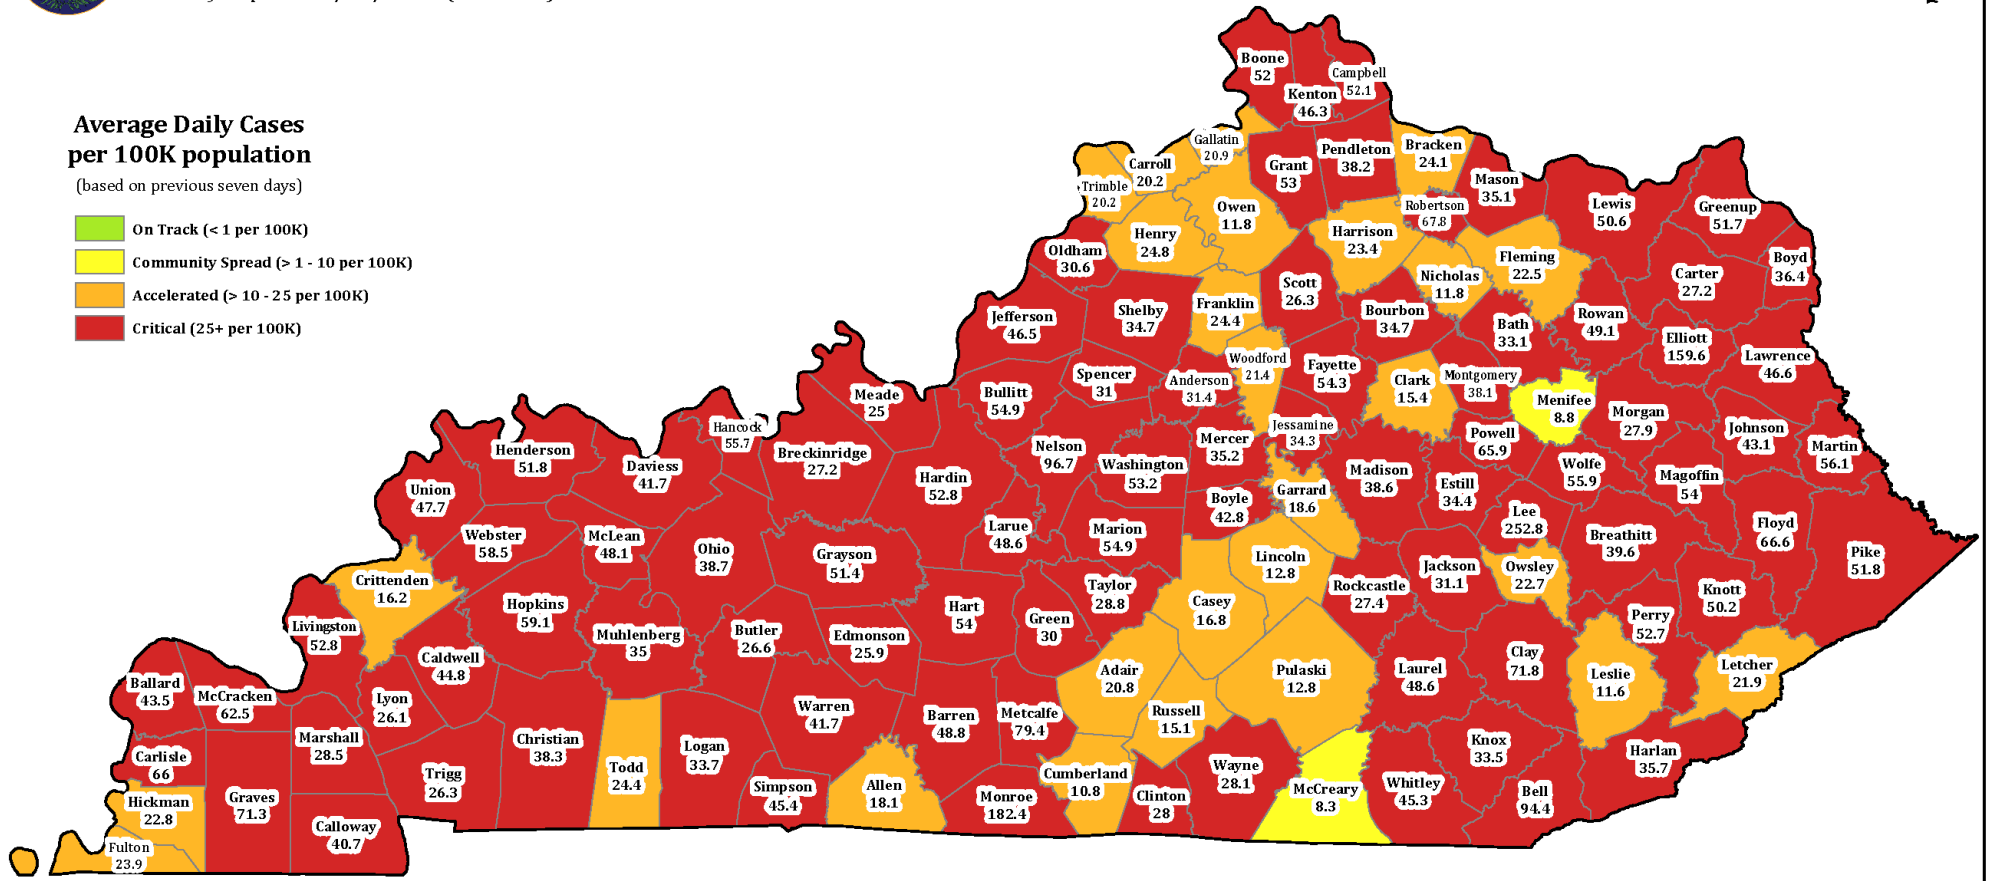 Average Daily Cases
per 100K population
(based on previous seven days)
On Track (< 1 per 100K)
Community Spread (> 1 - 10 per 100K)
Accelerated (> 10 - 25 per 100K)
Critical (25+ per 100K)
Boone
52
Campbell
52.1
Kenton
46.3
Gallatin
20.9
Carroll
20.2
Trimble
20.2
Grant
53
Pendleton
38.2
Bracken
24.1
Mason
35.1
Robertson
67.8
Lewis
50.6
Greenup
51.7
Owen
11.8
Henry
24.8
Oldham
30.6
Harrison
23.4
Nicholas
11.8
Fleming
22.5
Carter
27.2
Boyd
36.4
Scott
26.3
Franklin
24.4
Shelby
34.7
Jefferson
46.5
Bourbon
34.7
Bath
33.1
Rowan
49.1
Elliott
159.6
Lawrence
46.6
Woodford
21.4
Fayette
54.3
Anderson
31.4
Spencer
31
Bullitt
54.9
Clark
15.4
Montgomery
38.1
Menifee
8.8
Morgan
27.9
Johnson
43.1
Martin
56.1
Meade
25
Hancock
55.7
Breckinridge
27.2
Henderson
51.8
Daviess
41.7
Union
47.7
Hardin
52.8
Nelson
96.7
Washington
53.2
Mercer
35.2
Jessamine
34.3
Powell
65.9
Wolfe
55.9
Magoffin
54
Madison
38.6
Estill
34.4
Garrard
18.6
Boyle
42.8
Lee
252.8
Breathitt
39.6
Floyd
66.6
Pike
51.8
Webster
58.5
McLean
48.1
Ohio
38.7
Grayson
51.4
Larue
48.6
Marion
54.9
Lincoln
12.8
Rockcastle
27.4
Jackson
31.1
Owsley
22.7
Knott
50.2
Perry
52.7
Crittenden
16.2
Hopkins
59.1
Muhlenberg
35
Butler
26.6
Edmonson
25.9
Hart
54
Green
30
Taylor
28.8
Casey
16.8
Livingston
52.8
Caldwell
44.8
Lyon
26.1
Ballard
43.5
McCracken
62.5
Adair
20.8
Pulaski
12.8
Laurel
48.6
Clay
71.8
Leslie
11.6
Letcher
21.9
Carlisle
66
Marshall
28.5
Trigg
26.3
Christian
38.3
Todd
24.4
Logan
33.7
Warren
41.7
Barren
48.8
Metcalfe
79.4
Russell
15.1
Wayne
28.1
Knox
33.5
Harlan
35.7
Hickman
22.8
Graves
71.3
Calloway
40.7
Fulton
23.9
Simpson
45.4
Allen
18.1
Monroe
182.4
Cumberland
10.8
Clinton
28
McCreary
8.3
Whitley
45.3
Bell
94.4